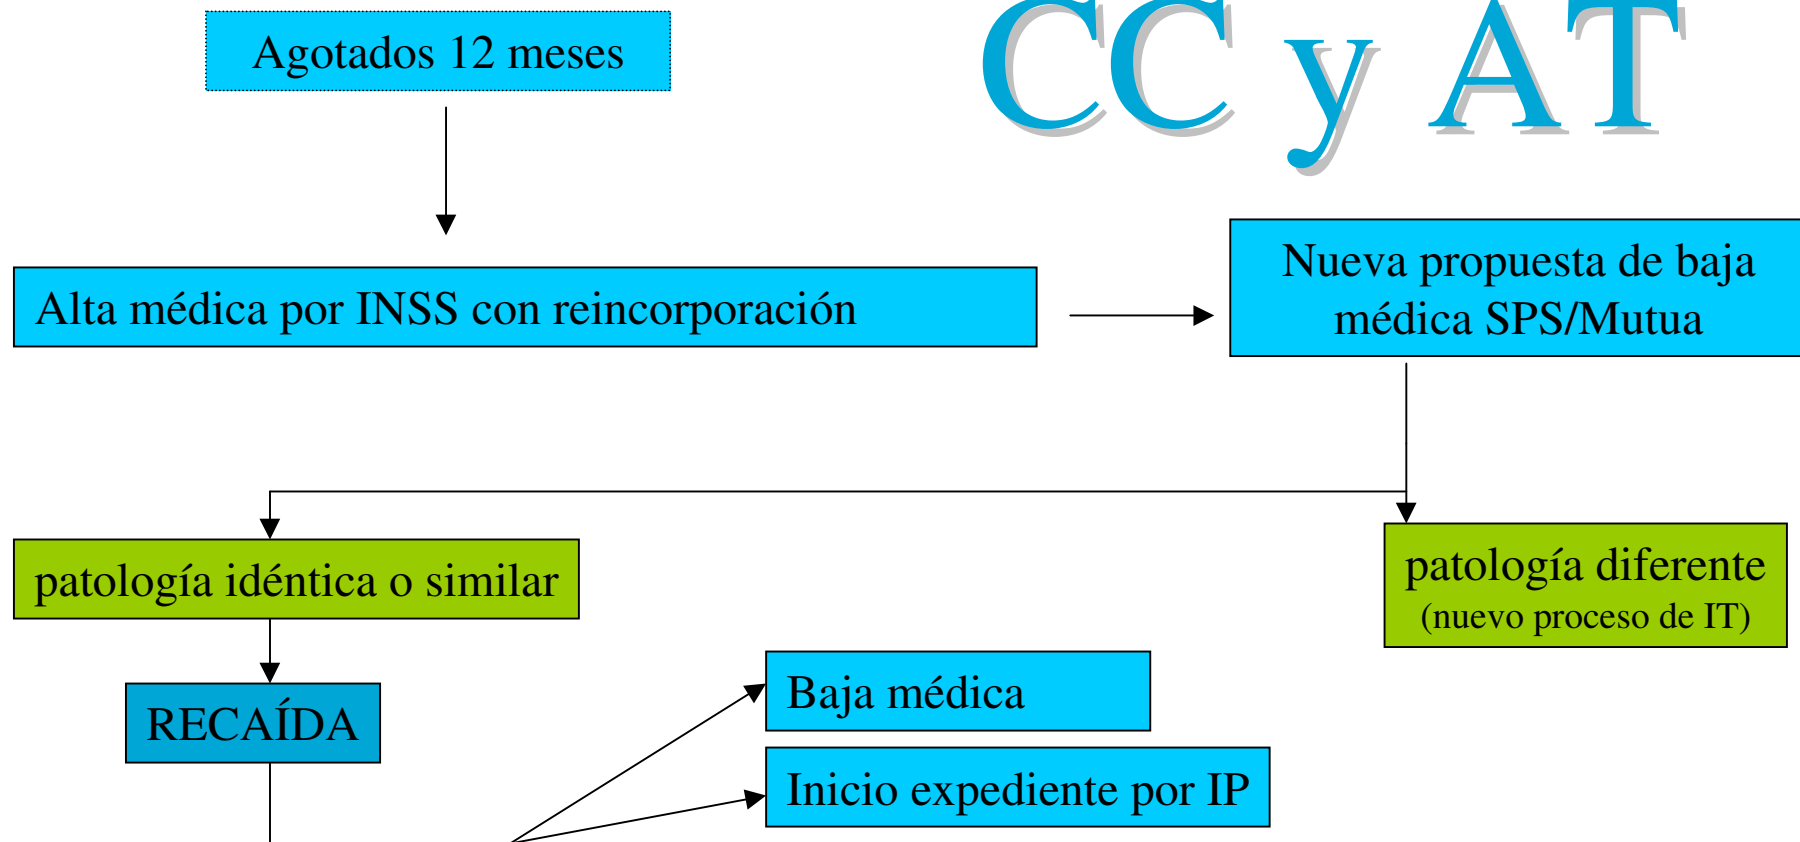 Agotados 12 meses
CC y AT
Alta médica por INSS con reincorporación
Nueva propuesta de baja
médica SPS/Mutua
patología idéntica o similar
patología diferente
(nuevo proceso de IT)
RECAÍDA
Baja médica
Inicio expediente por IP